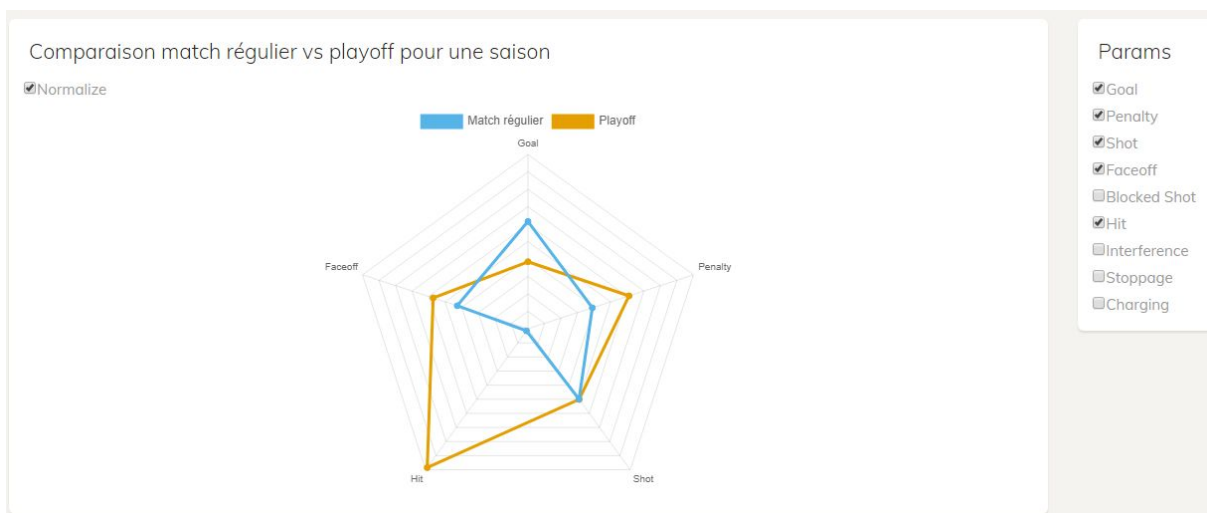 Comparaison match régulier vs playoff pour une saison
Normalize
Match régulier Playoff
Goal
Faceoff
Penalty
Hit
Shot
Params
Goal
Penalty
Shot
Faceoff
Blocked Shot
Hit
Interference
Stoppage
Charging